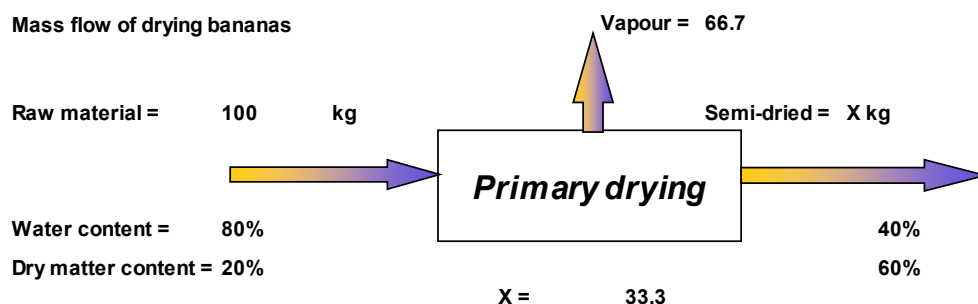 Mass flow of drying bananas
Vapour = 66.7
Raw material = 100 kg
Semi-dried = X kg
Primary drying
Water content = 80%
40%
Dry matter content = 20%
60%
X = 33.3